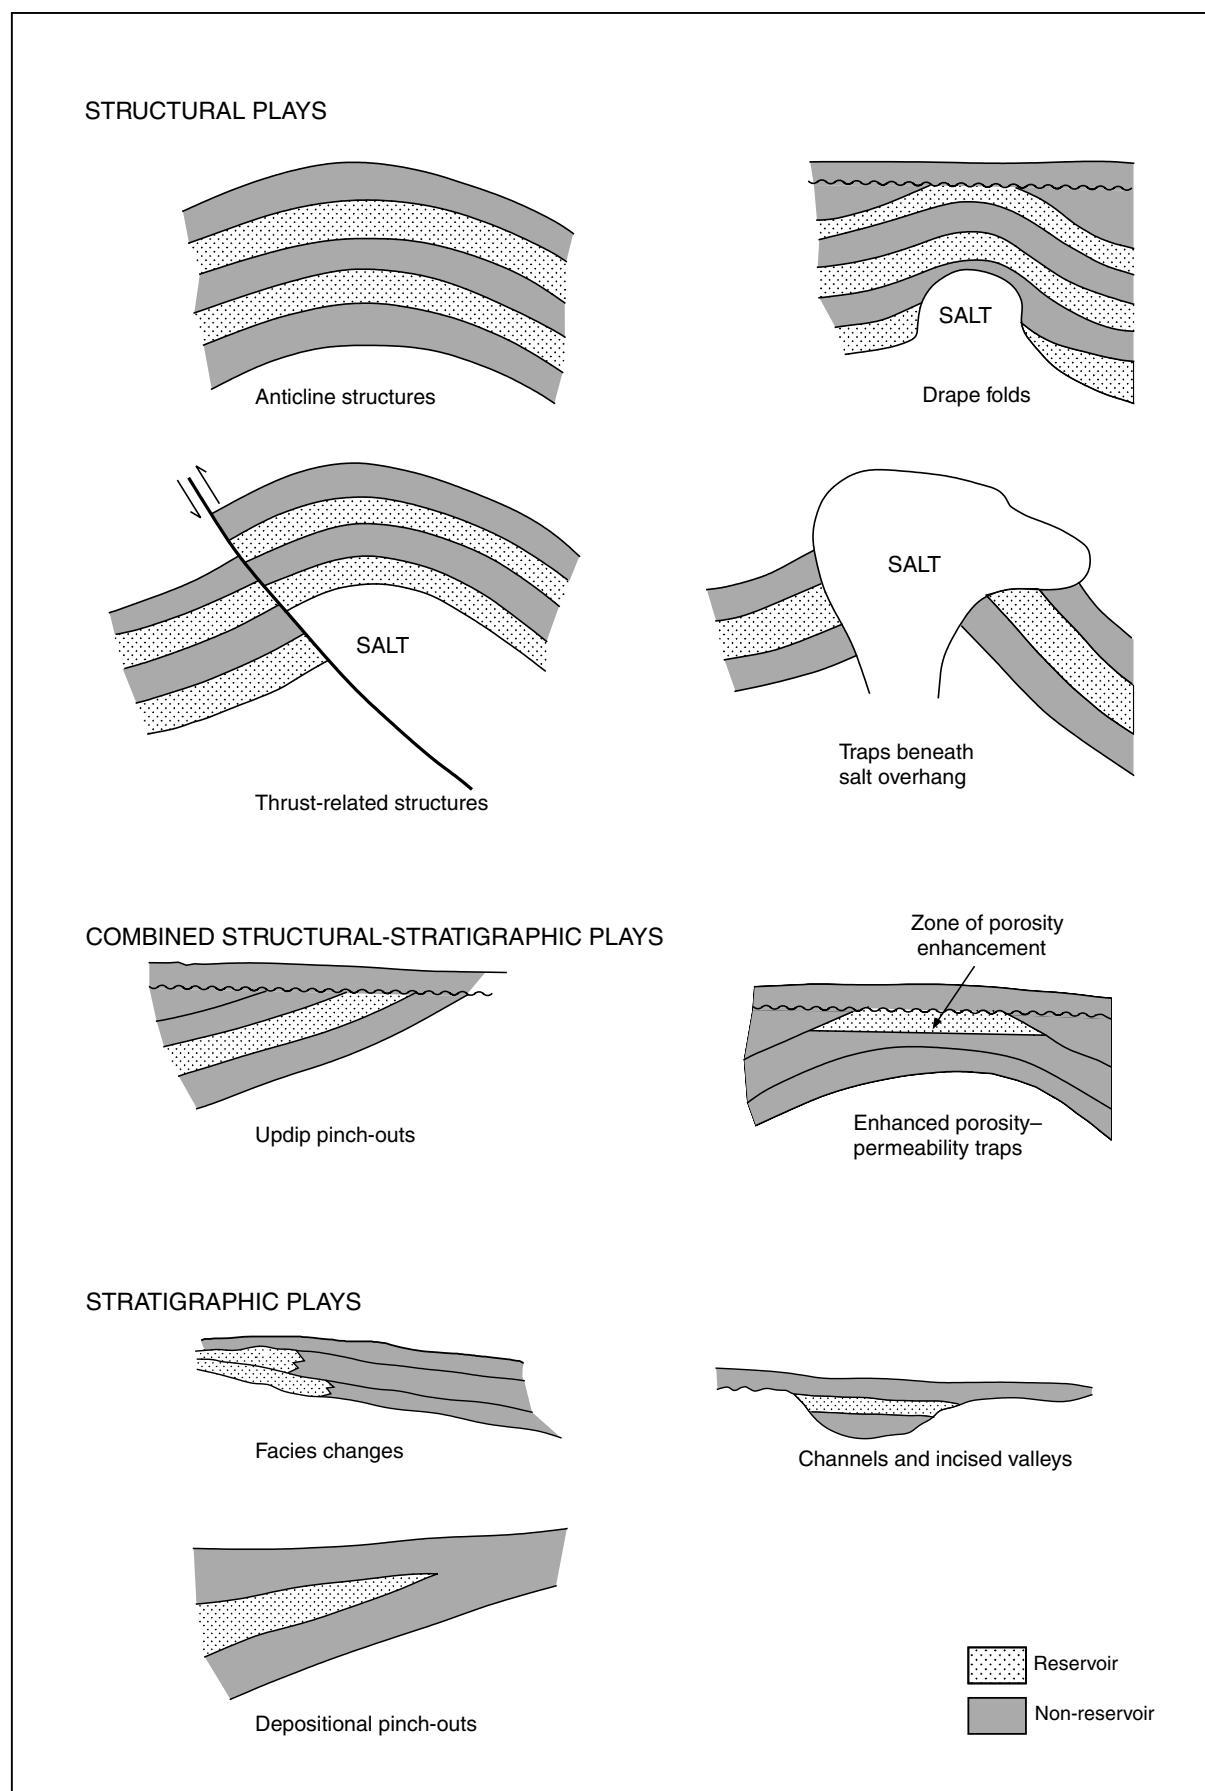 STRUCTURAL PLAYS
Anticline structures
SALT
Drape folds
SALT
Thrust-related structures
SALT
Traps beneath
salt overhang
COMBINED STRUCTURAL-STRATIGRAPHIC PLAYS
Updip pinch-outs
Zone of porosity
enhancement
Enhanced porosity–
permeability traps
STRATIGRAPHIC PLAYS
Facies changes
Channels and incised valleys
Depositional pinch-outs
Reservoir
Non-reservoir